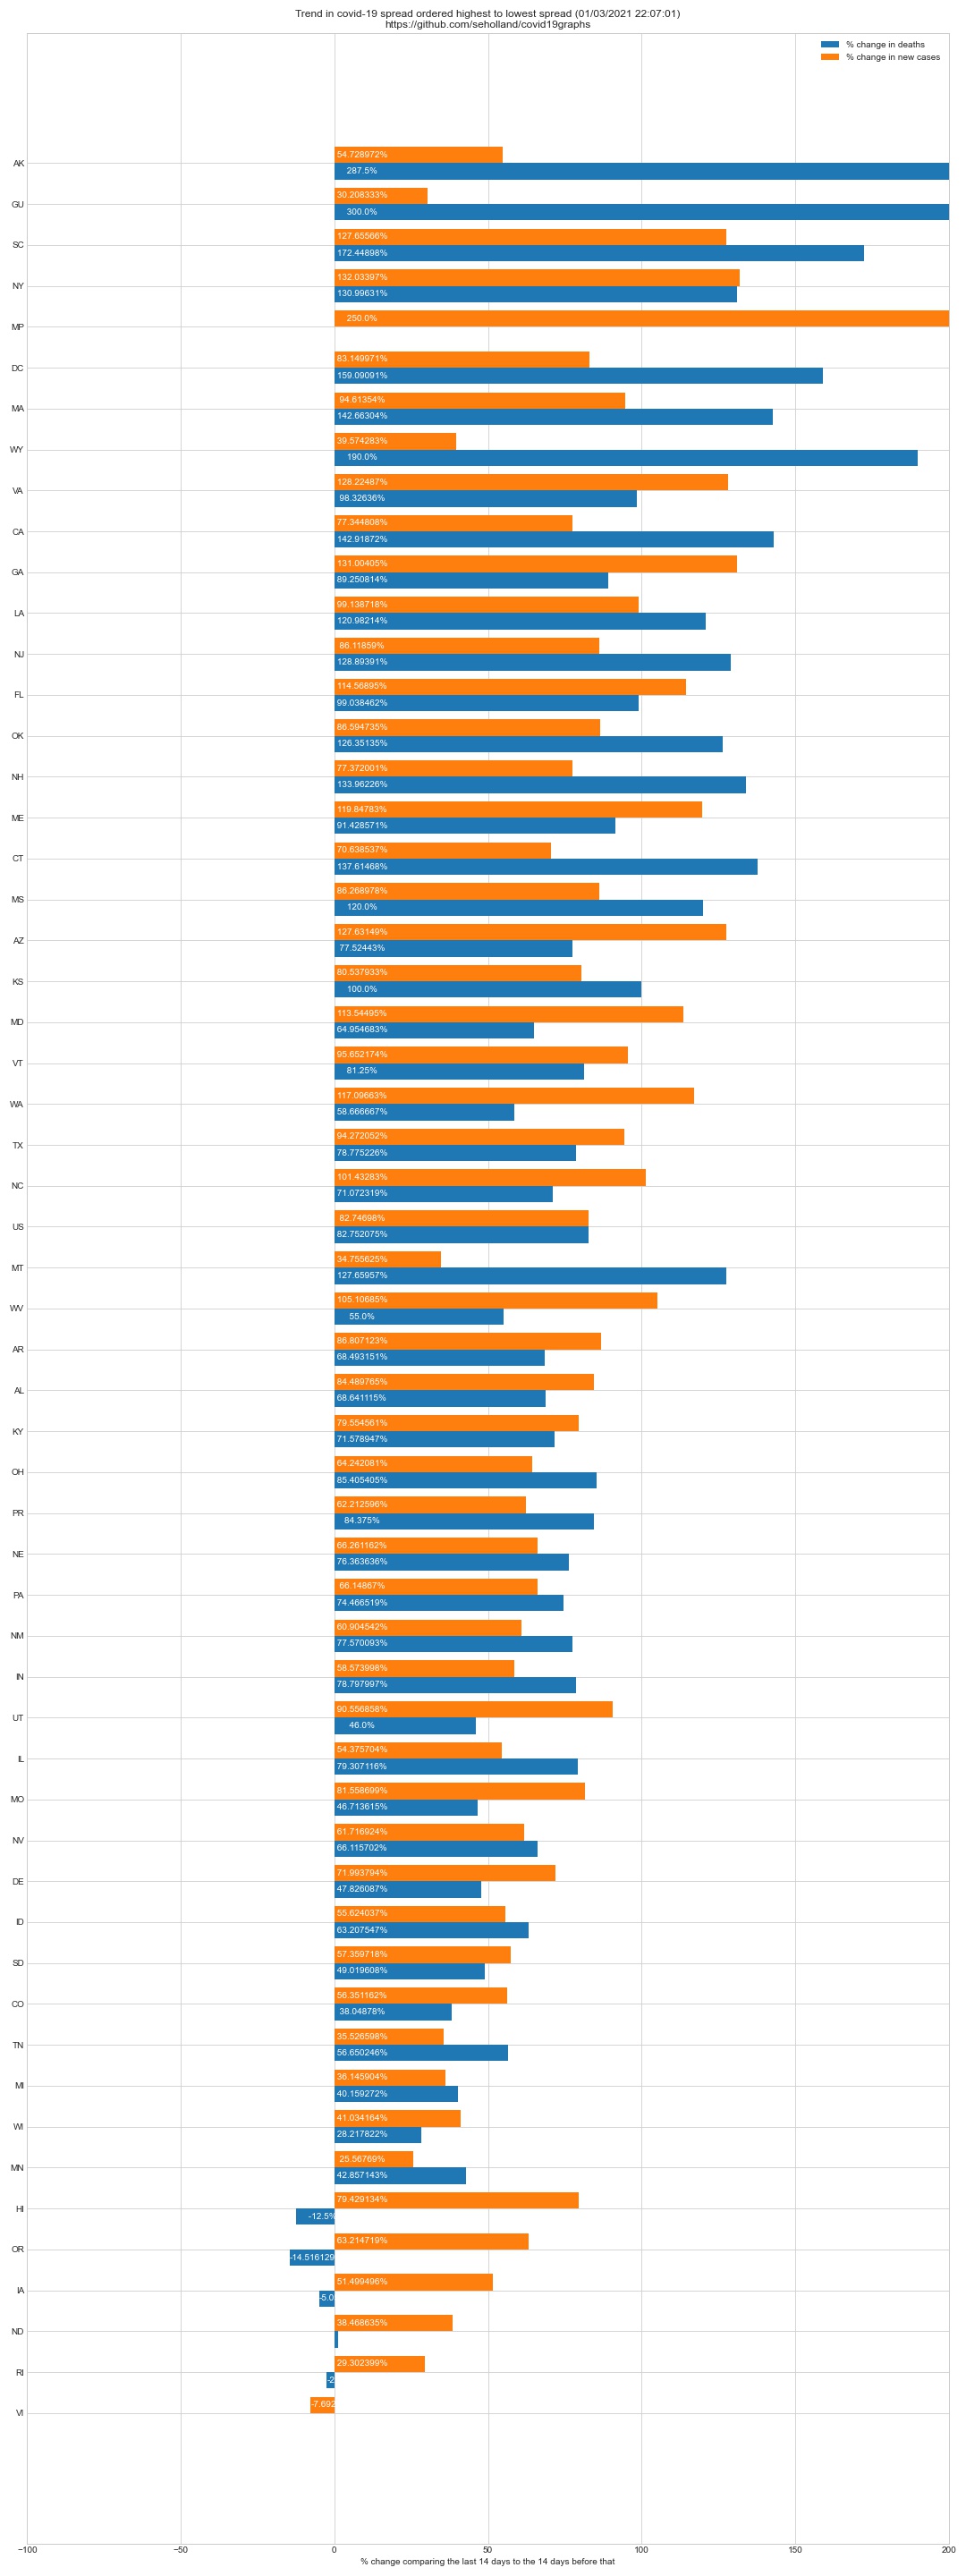 Trend in covid-19 spread ordered highest to lowest spread (01/03/2021 22:07:01)
https://github.com/seholland/covid19graphs
% change in deaths
% change in new cases
54.728972%
AK
287.5%
30.208333%
GU
300.0%
127.65566%
SC
172.44898%
132.03397%
NY
130.99631%
250.0%
MP
83.149971%
DC
159.09091%
94.61354%
MA
142.66304%
39.574283%
WY
190.0%
128.22487%
VA
98.32636%
77.344808%
CA
142.91872%
131.00405%
GA
89.250814%
99.138718%
LA
120.98214%
86.11859%
NJ
128.89391%
114.56895%
FL
99.038462%
86.594735%
OK
126.35135%
77.372001%
NH
133.96226%
119.84783%
ME
91.428571%
70.638537%
CT
137.61468%
86.268978%
MS
120.0%
127.63149%
AZ
77.52443%
80.537933%
KS
100.0%
113.54495%
MD
64.954683%
95.652174%
VT
81.25%
117.09663%
WA
58.666667%
94.272052%
TX
78.775226%
101.43283%
NC
71.072319%
82.74698%
US
82.752075%
34.755625%
MT
127.65957%
105.10685%
WV
55.0%
86.807123%
AR
68.493151%
84.489765%
AL
68.641115%
79.554561%
KY
71.578947%
64.242081%
OH
85.405405%
62.212596%
PR
84.375%
66.261162%
NE
76.363636%
66.14867%
PA
74.466519%
60.904542%
NM
77.570093%
58.573998%
IN
78.797997%
90.556858%
UT
46.0%
54.375704%
IL
79.307116%
81.558699%
MO
46.713615%
61.716924%
NV
66.115702%
71.993794%
DE
47.826087%
55.624037%
ID
63.207547%
57.359718%
SD
49.019608%
56.351162%
CO
38.04878%
35.526598%
TN
56.650246%
36.145904%
MI
40.159272%
41.034164%
WI
28.217822%
25.56769%
MN
42.857143%
79.429134%
HI
-12.5%
63.214719%
OR
-14.516129
51.499496%
IA
-5.0
38.468635%
ND
29.302399%
RI
-2
-7.692
VI
−100 −50 0 50 100 150 200
% change comparing the last 14 days to the 14 days before that